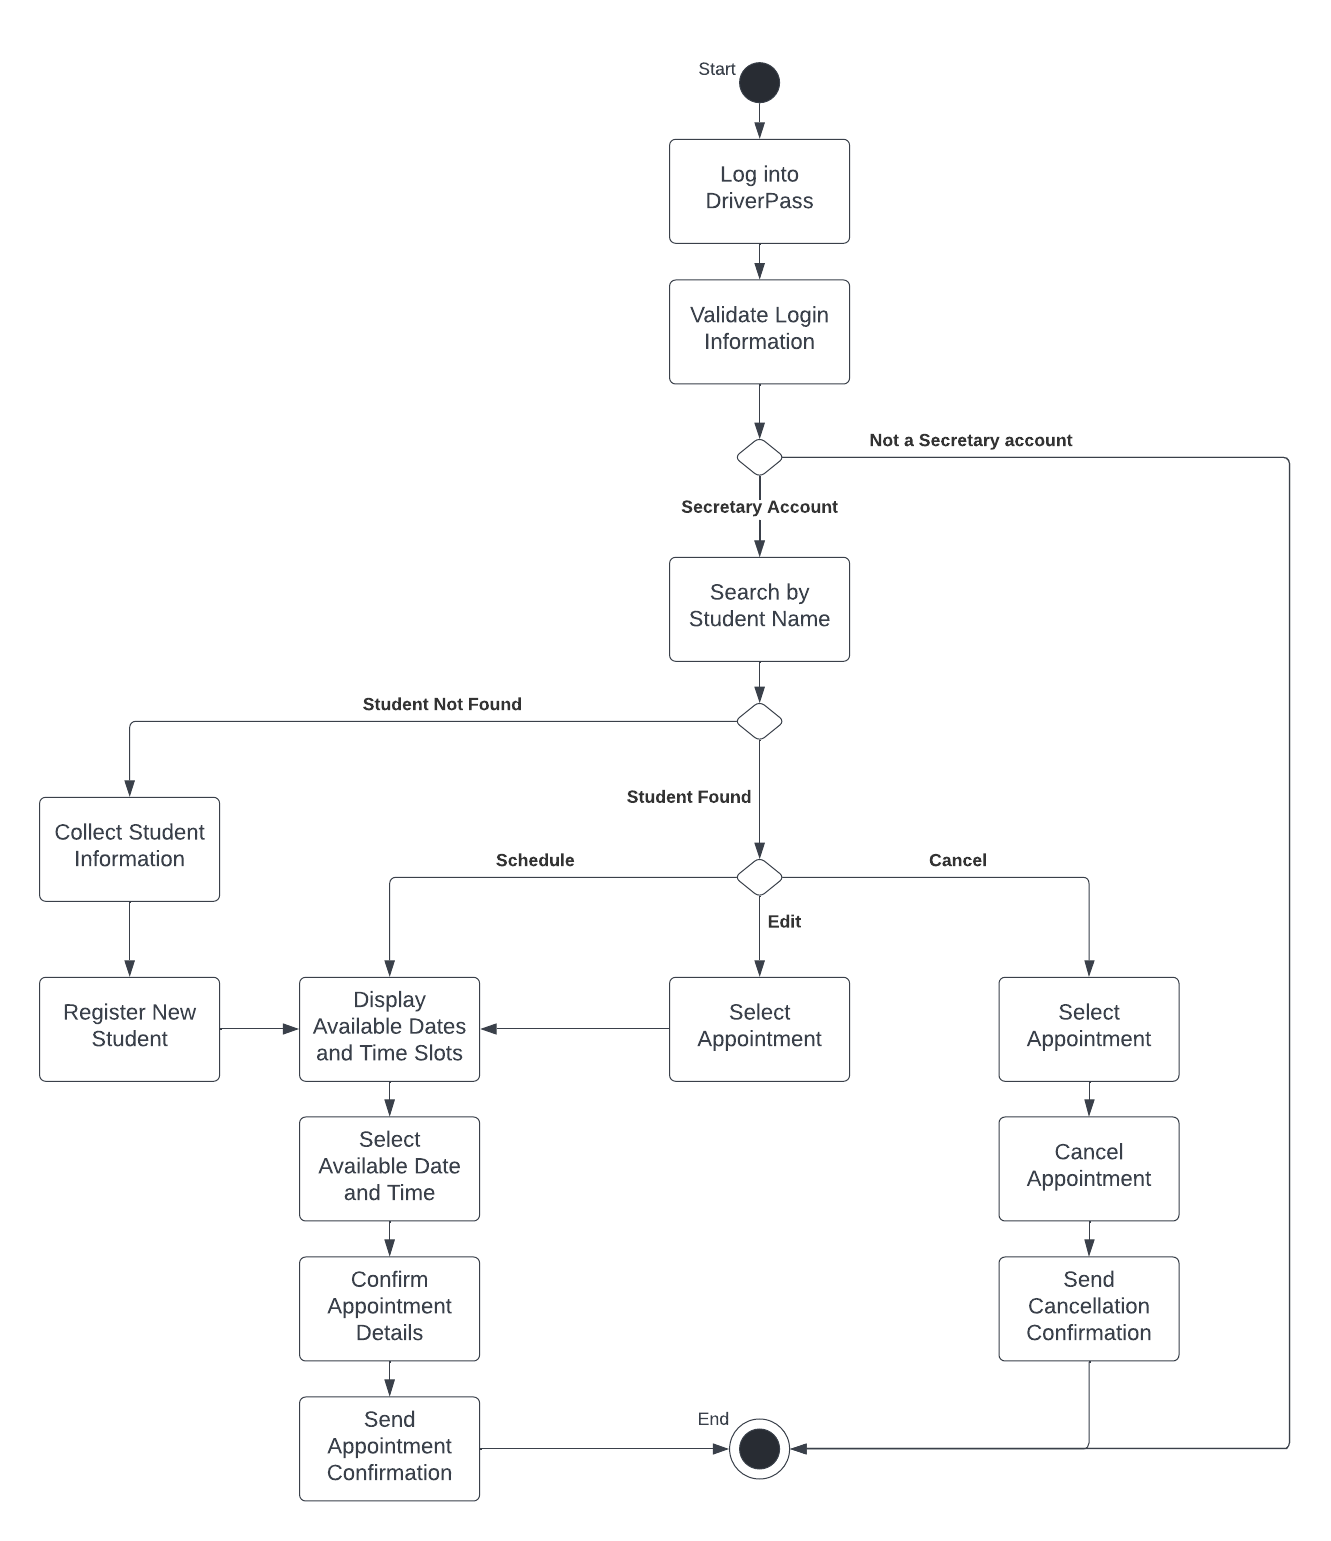 Start
Log into
DriverPass
Validate Login
Information
Not a Secretary account
Secretary Account
Search by
Student Name
Student Not Found
Student Found
Collect Student
Information
Schedule
Cancel
Edit
Register New
Student
Display
Available Dates
and Time Slots
Select
Appointment
Select
Appointment
Select
Available Date
and Time
Cancel
Appointment
Confirm
Appointment
Details
Send
Cancellation
Confirmation
Send
Appointment
Confirmation
End